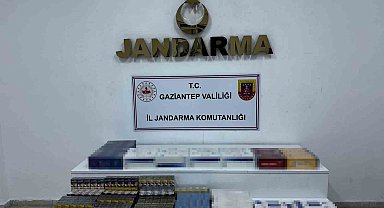 JANDARMA
T.C.
GAZİANTEP VALİLİĞİ
İL JANDARMA KOMUTANLIĞI